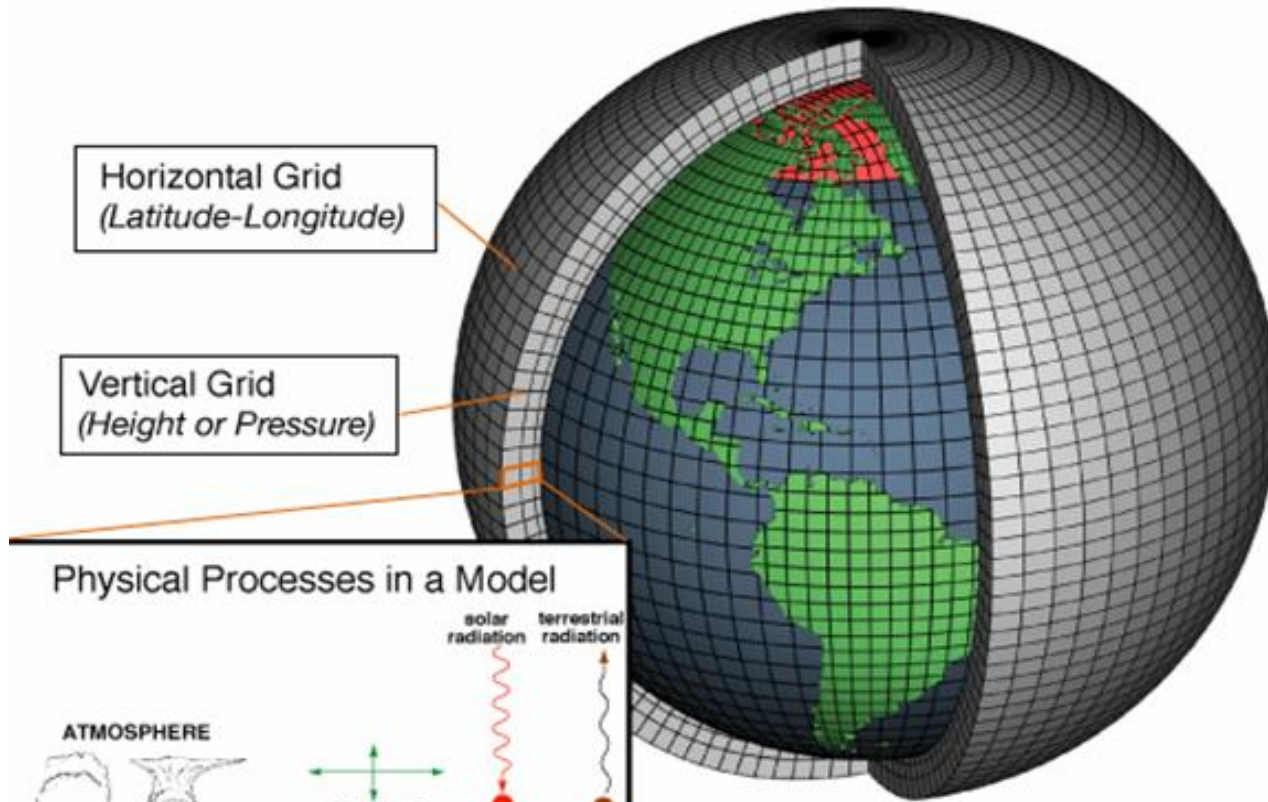 Horizontal Grid
(Latitude-Longitude)
Vertical Grid
(Height or Pressure)
Physical Processes in a Model
solar
radiation
terrestrial
radiation
ATMOSPHERE